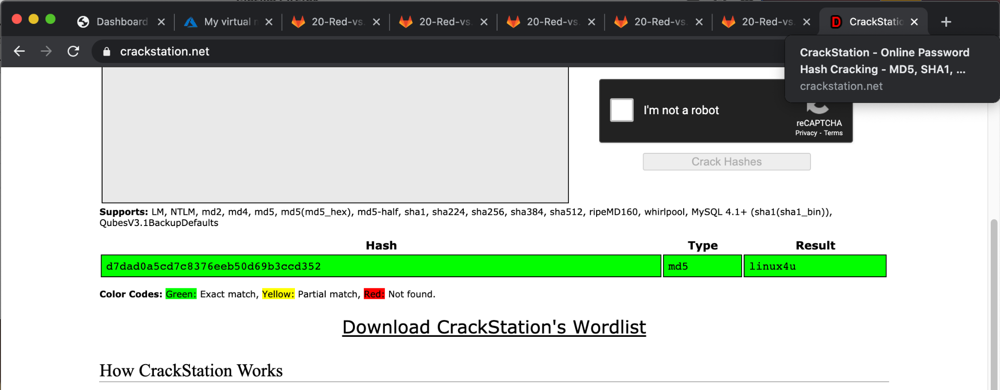 Dashboard
My virtual
20-Red-vs.
20-Red-vs.
20-Red-vs.
20-Red-vs.
20-Red-vs.
CrackStatio
crackstation.net
CrackStation - Online Password
Hash Cracking - MD5, SHA1, ...
crackstation.net
I'm not a robot
reCAPTCHA
Privacy - Terms
Crack Hashes
Supports: LM, NTLM, md2, md4, md5, md5(md5_hex), md5-half, sha1, sha224, sha256, sha384, sha512, ripeMD160, whirlpool, MySQL 4.1+ (sha1(sha1_bin)),
QubesV3.1BackupDefaults
Hash Type Result
d7dad0a5cd7c8376eeb50d69b3ccd352 md5 linux4u
Color Codes: Green: Exact match, Yellow: Partial match, Red: Not found.
Download CrackStation's Wordlist
How CrackStation Works